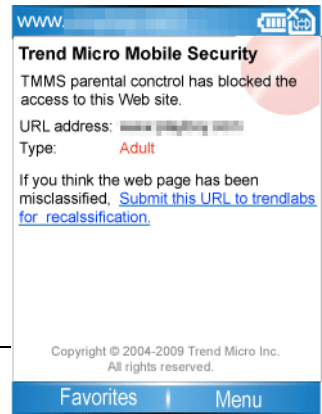 www.
Trend Micro Mobile Security
TMMS parental conctrol has blocked the
access to this Web site.
URL address:
Type: Adult
If you think the web page has been
misclassified, Submit this URL to trendlabs
for recalssification.
Copyright © 2004-2009 Trend Micro Inc.
All rights reserved.
Favorites Menu